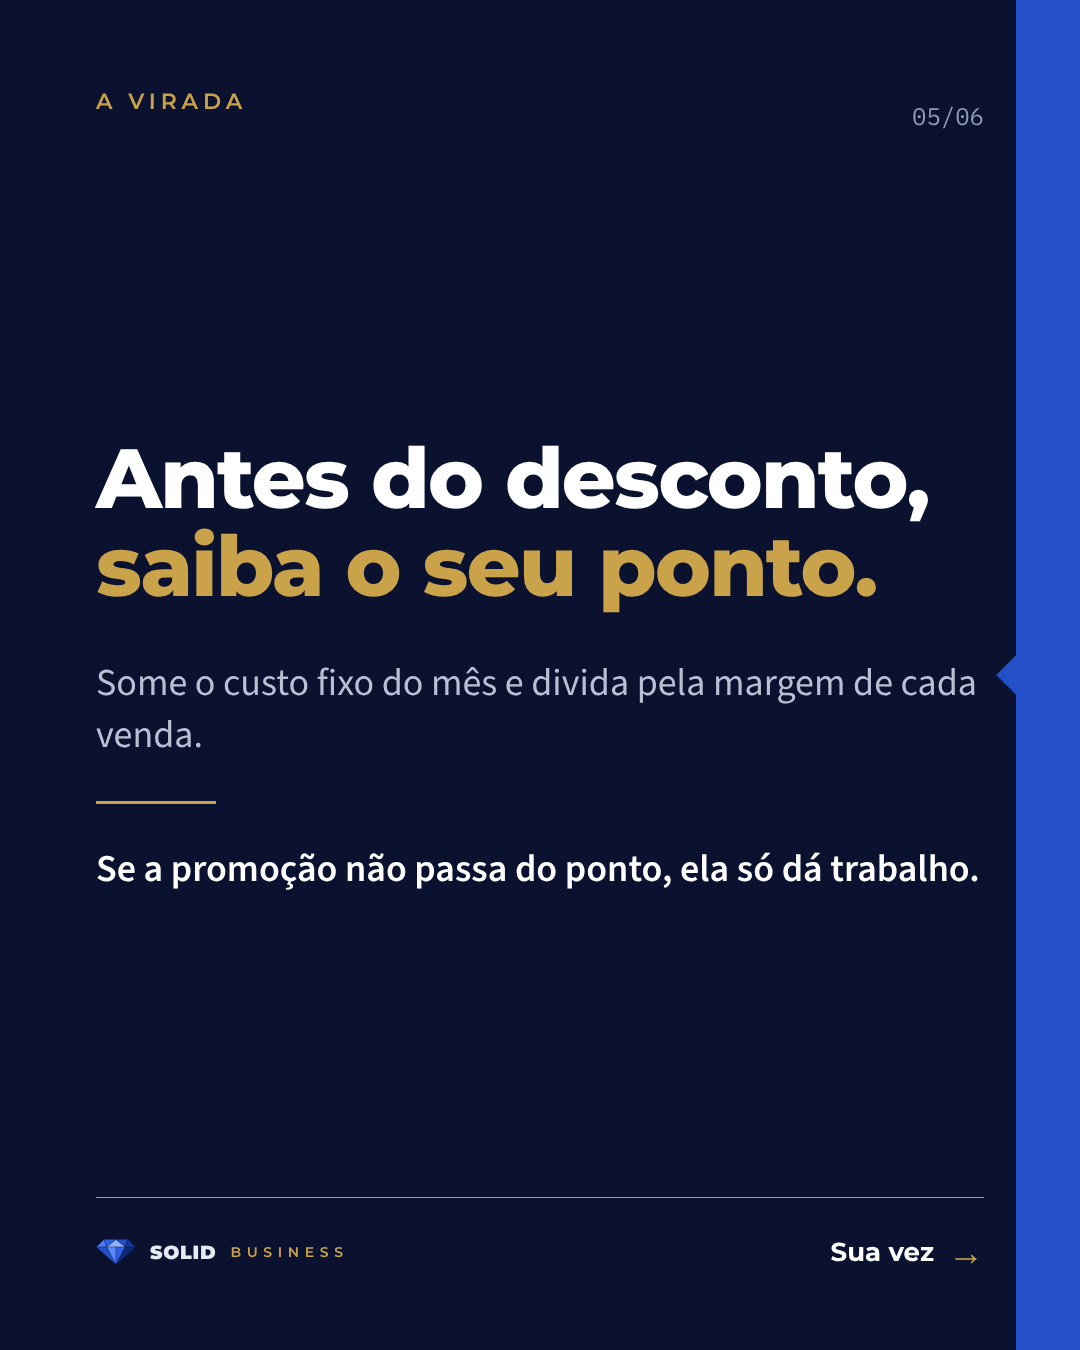 A VIRADA
05/06
Antes do desconto,
saiba o seu ponto.
Some o custo fixo do mês e divida pela margem de cada
venda.
Se a promoção não passa do ponto, ela só dá trabalho.
SOLID BUSINESS
Sua vez →